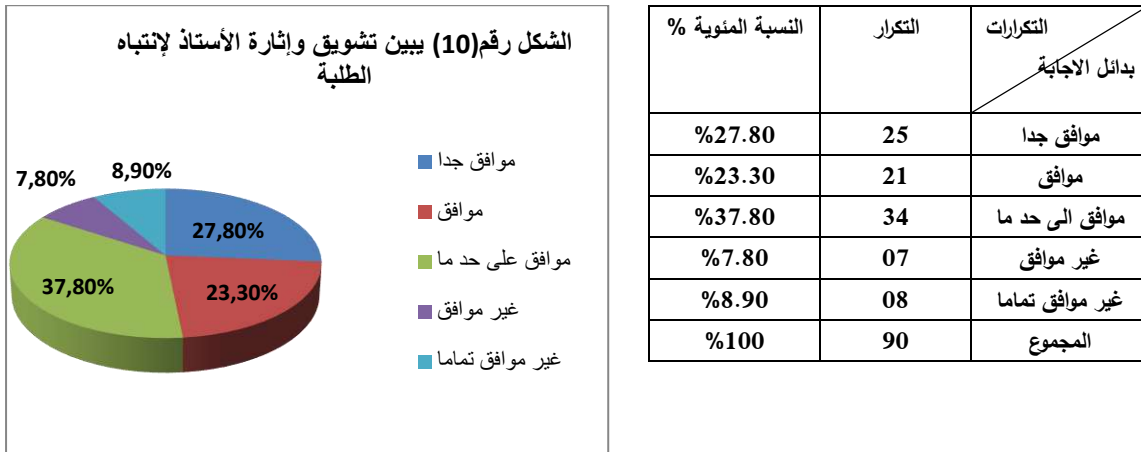 الشكل رقم(10) يبين تشويق وإثارة الأستاذ لإنتباه
الطلبة
موافق جدا
موافق
موافق على حد ما
غير موافق
غير موافق تماما
27,80%
23,30%
37,80%
7,80%
8,90%
التكرارات
بدائل الاجابة
التكرار
النسبة المئوية %
موافق جدا 25 %27.80
موافق 21 %23.30
موافق الى حد ما 34 %37.80
غير موافق 07 %7.80
غير موافق تماما 08 %8.90
المجموع 90 %100